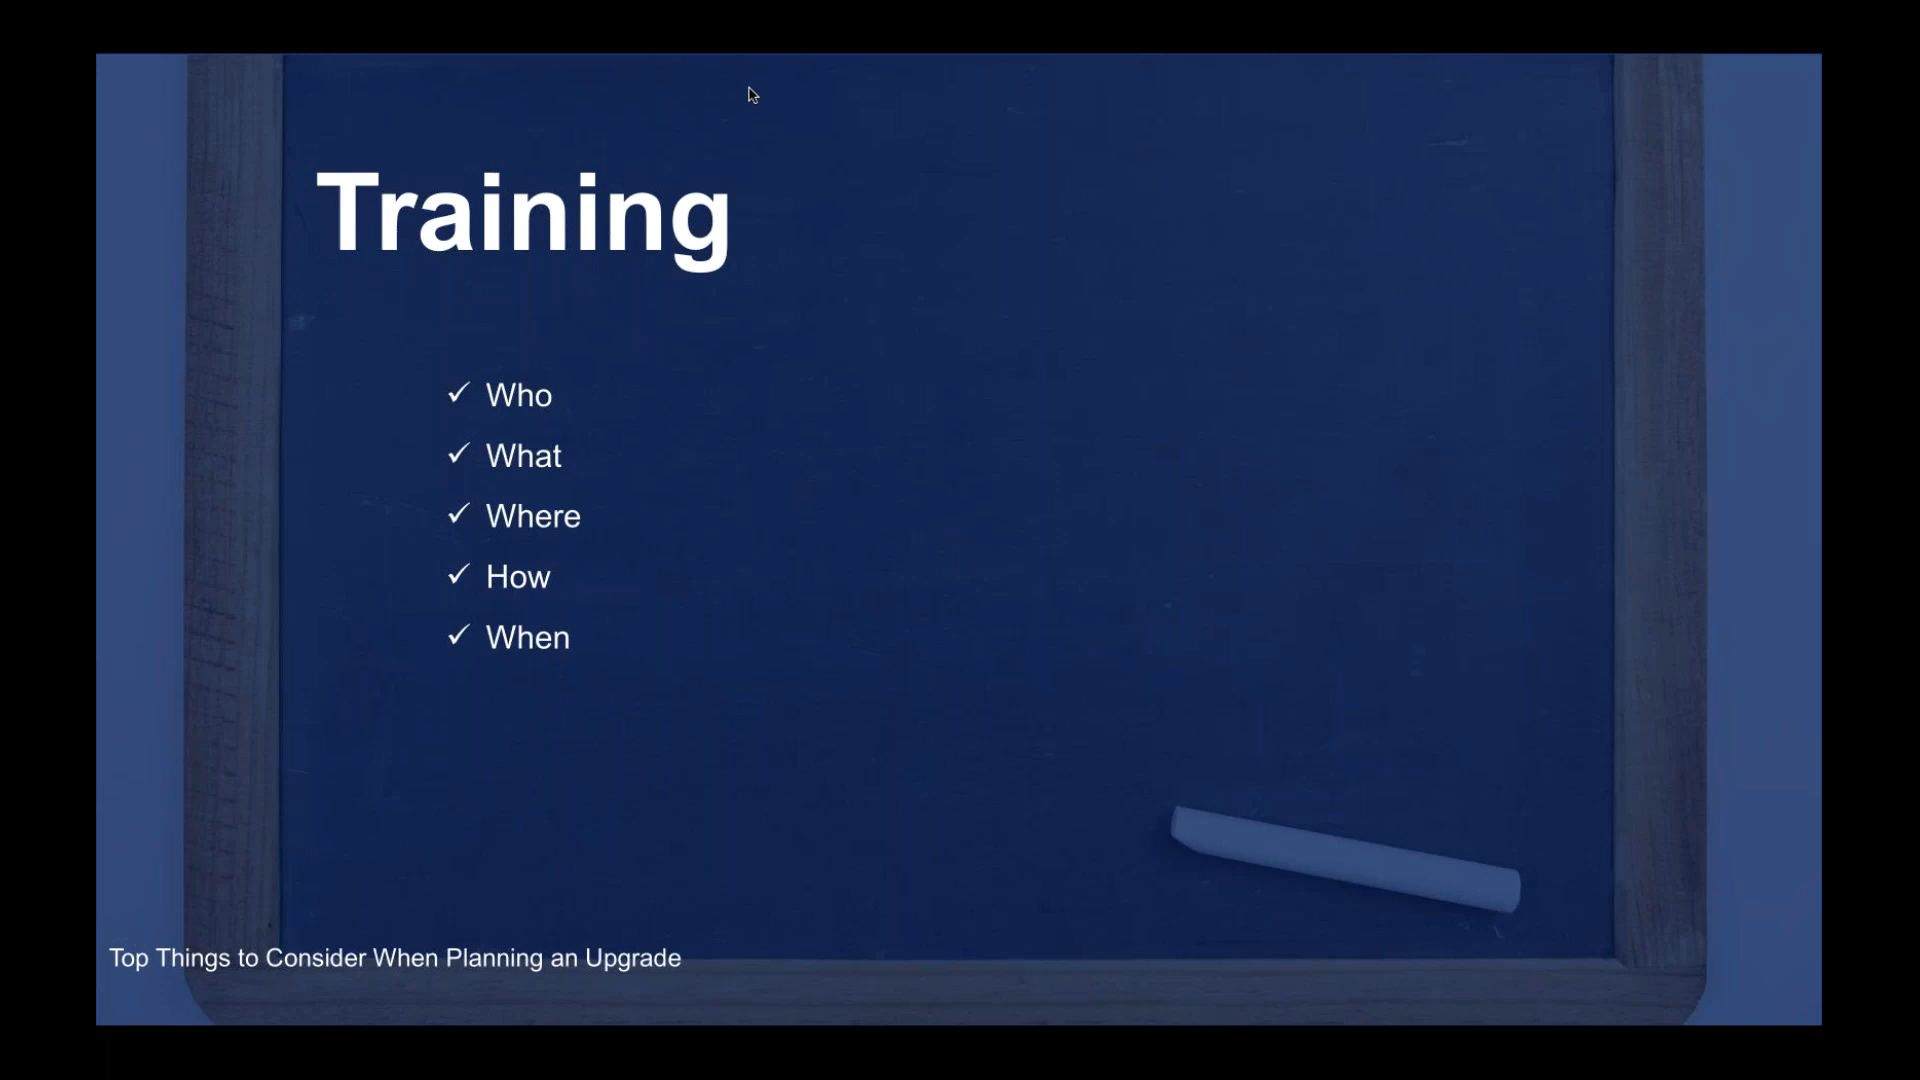 Training
✓ Who
✓ What
✓ Where
✓ How
✓ When
Top Things to Consider When Planning an Upgrade